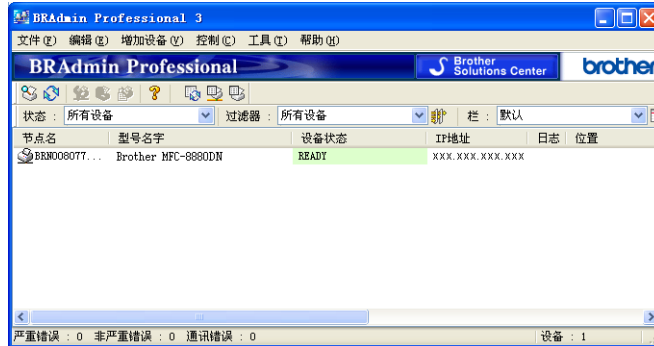 BRAdmin Professional 3
文件(F) 编辑(E) 增加设备(V) 控制(C) 工具(T) 帮助(H)
BRAdmin Professional Brother Solutions Center brother
状态 : 所有设备 过滤器 : 所有设备 栏 : 默认
节点名 型号名字 设备状态 IP地址 日志 位置
BRN008077... Brother MFC-8880DN READY XXX.XXX.XXX.XXX
严重错误 : 0 非严重错误 : 0 通讯错误 : 0 设备 : 1